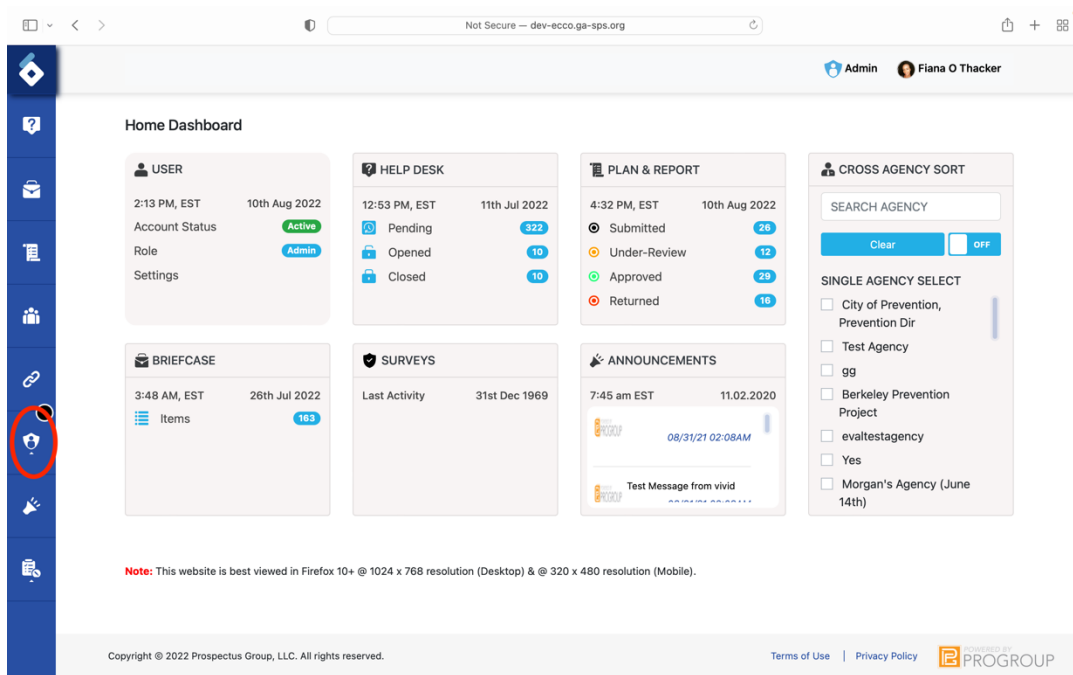 Not Secure — dev-ecco.ga-sps.org
Admin
Fiana O Thacker
Home Dashboard
USER
2:13 PM, EST 10th Aug 2022
Account Status Active
Role Admin
Settings
HELP DESK
12:53 PM, EST 11th Jul 2022
Pending 322
Opened 10
Closed 10
PLAN & REPORT
4:32 PM, EST 10th Aug 2022
Submitted 26
Under-Review 12
Approved 29
Returned 16
CROSS AGENCY SORT
SEARCH AGENCY
Clear OFF
SINGLE AGENCY SELECT
City of Prevention,
Prevention Dir
Test Agency
gg
Berkeley Prevention
Project
evaltestagency
Yes
Morgan's Agency (June
14th)
BRIEFCASE
3:48 AM, EST 26th Jul 2022
Items 163
SURVEYS
Last Activity 31st Dec 1969
ANNOUNCEMENTS
7:45 am EST 11.02.2020
PROGROUP
08/31/21 02:08AM
Test Message from vivid
PROGROUP
Note: This website is best viewed in Firefox 10+ @ 1024 x 768 resolution (Desktop) & @ 320 x 480 resolution (Mobile).
Copyright © 2022 Prospectus Group, LLC. All rights reserved.
Terms of Use | Privacy Policy
POWERED BY
PROGROUP